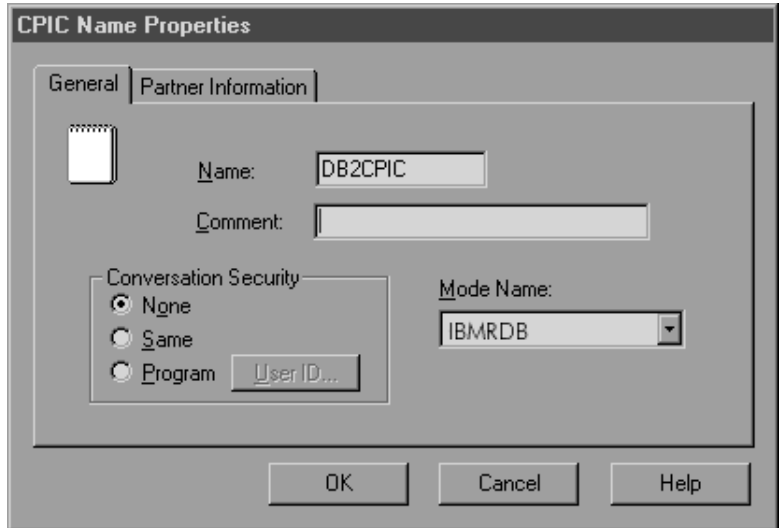 CPIC Name Properties
General Partner Information
Name: DB2CPIC
Comment:
Conversation Security
None
Same
Program User ID...
Mode Name:
IBMRDB
OK Cancel Help